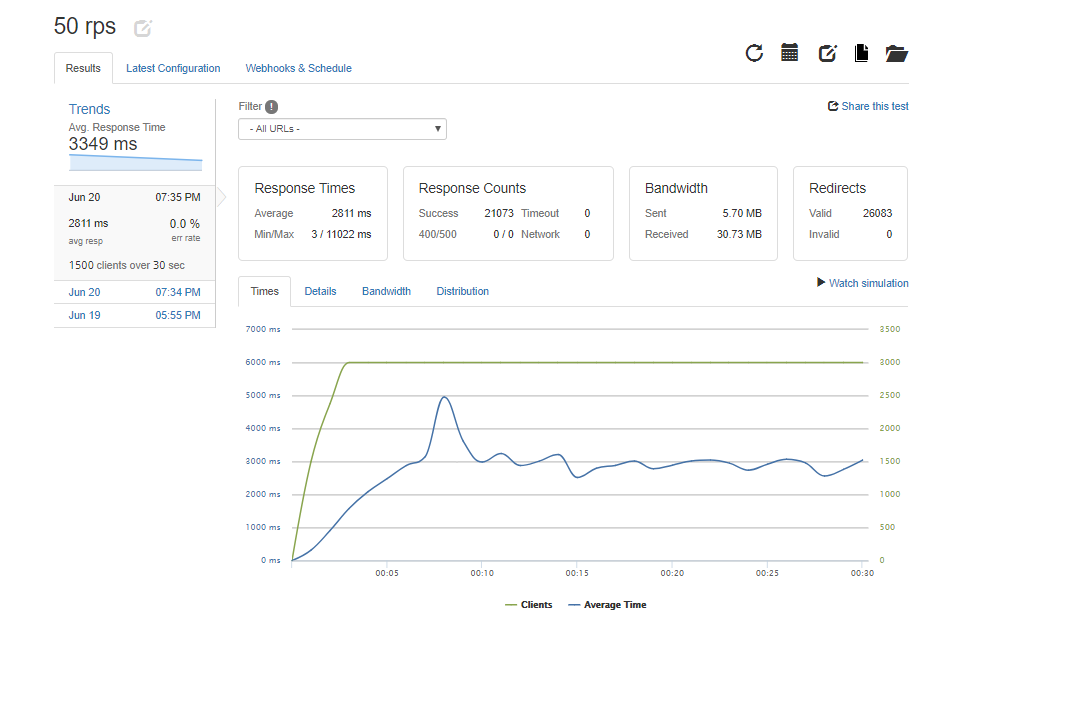 50 rps
Results Latest Configuration Webhooks & Schedule
Trends
Avg. Response Time
3349 ms
Jun 20 07:35 PM
2811 ms 0.0 %
avg resp err rate
1500 clients over 30 sec
Jun 20 07:34 PM
Jun 19 05:55 PM
Filter !
Share this test
- All URLs -
Response Times
Average 2811 ms
Min/Max 3 / 11022 ms
Response Counts
Success 21073 Timeout 0
400/500 0 / 0 Network 0
Bandwidth
Sent 5.70 MB
Received 30.73 MB
Redirects
Valid 26083
Invalid 0
Times Details Bandwidth Distribution
Watch simulation
7000 ms 3500
6000 ms 3000
5000 ms 2500
4000 ms 2000
3000 ms 1500
2000 ms 1000
1000 ms 500
0 ms 0
00:05 00:10 00:15 00:20 00:25 00:30
Clients Average Time